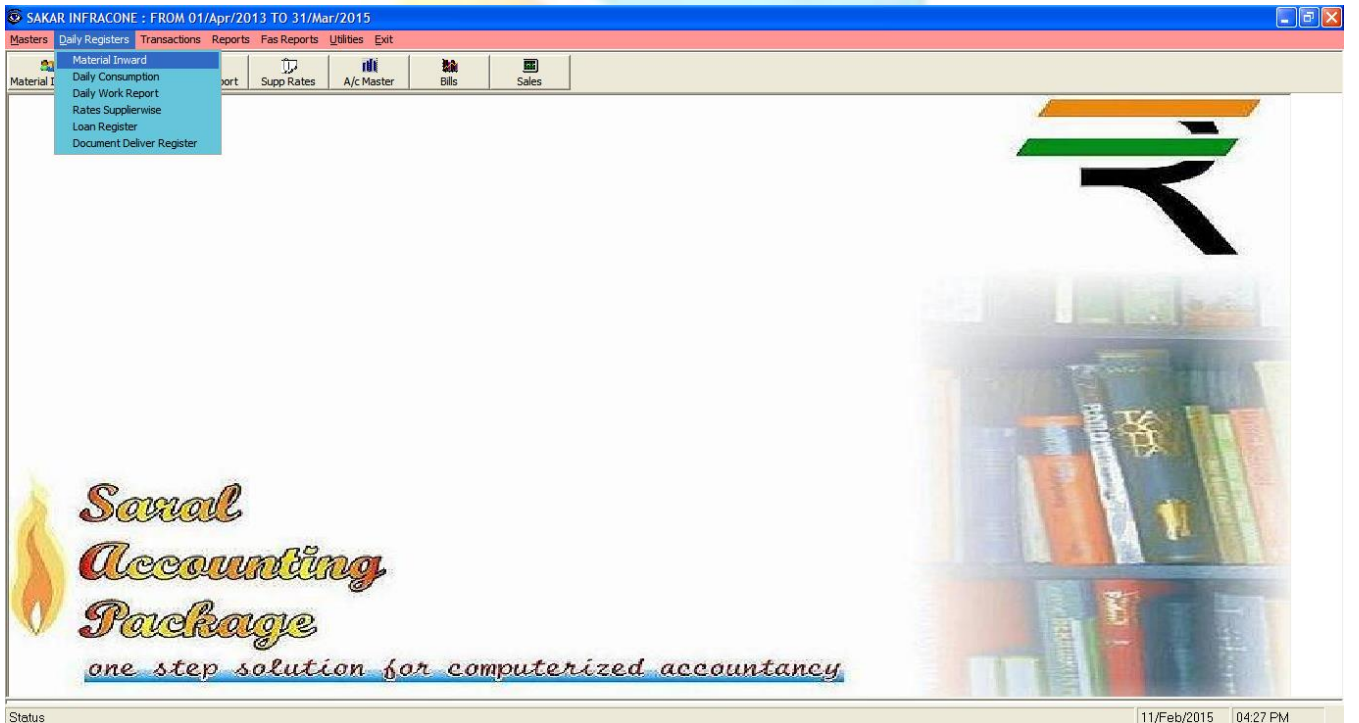 SAKAR INFRACONE : FROM 01/Apr/2013 TO 31/Mar/2015
Masters Daily Registers Transactions Reports Fas Reports Utilities Exit
Material Inward
Daily Consumption
Daily Work Report
Rates Supplierwise
Loan Register
Document Deliver Register
Material I
ort Supp Rates A/c Master Bills Sales
Saral
Accounting
Package
one step solution for computerized accountancy
Status 11/Feb/2015 04:27 PM